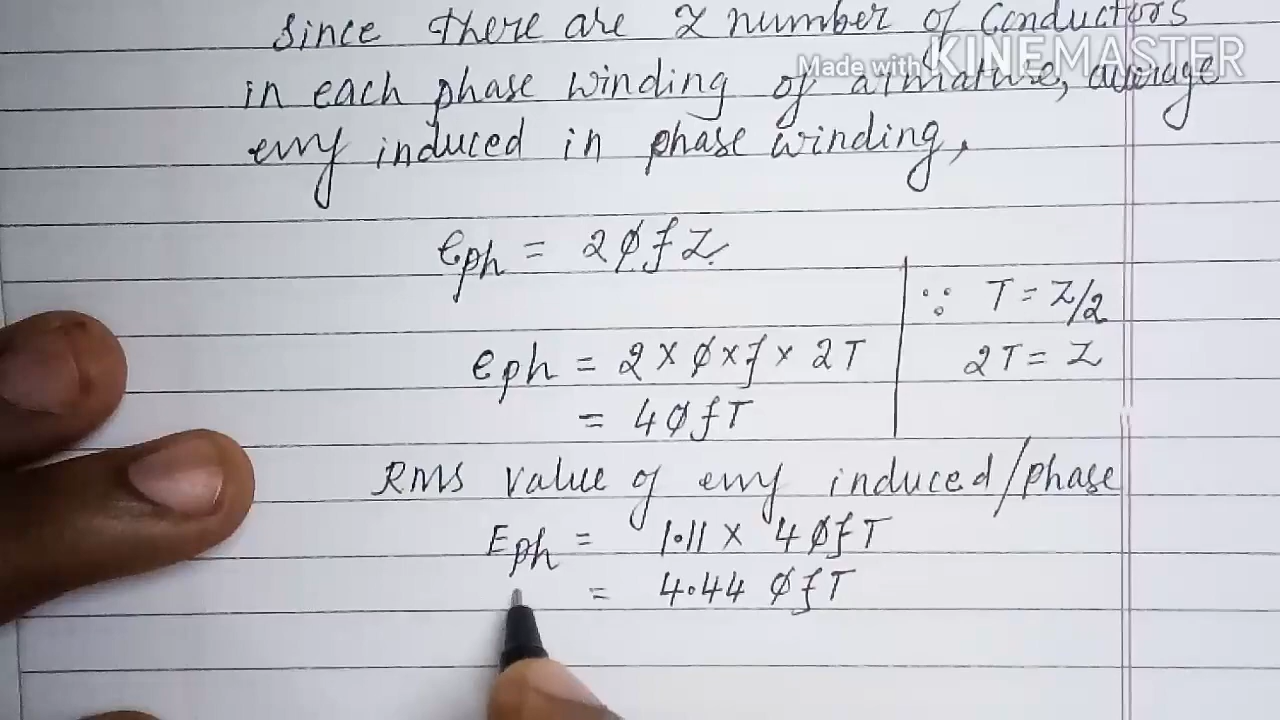 Since there are Z number of Conductors
Made with KINEMASTER
in each phase winding of armature, average
emf induced in phase winding,
eph = 2φfZ
∵ T = Z/2
eph = 2 × φ × f × 2T
2T = Z
= 4φfT
RMS value of emf induced/phase
Eph = 1.11 × 4φfT
= 4.44 φfT